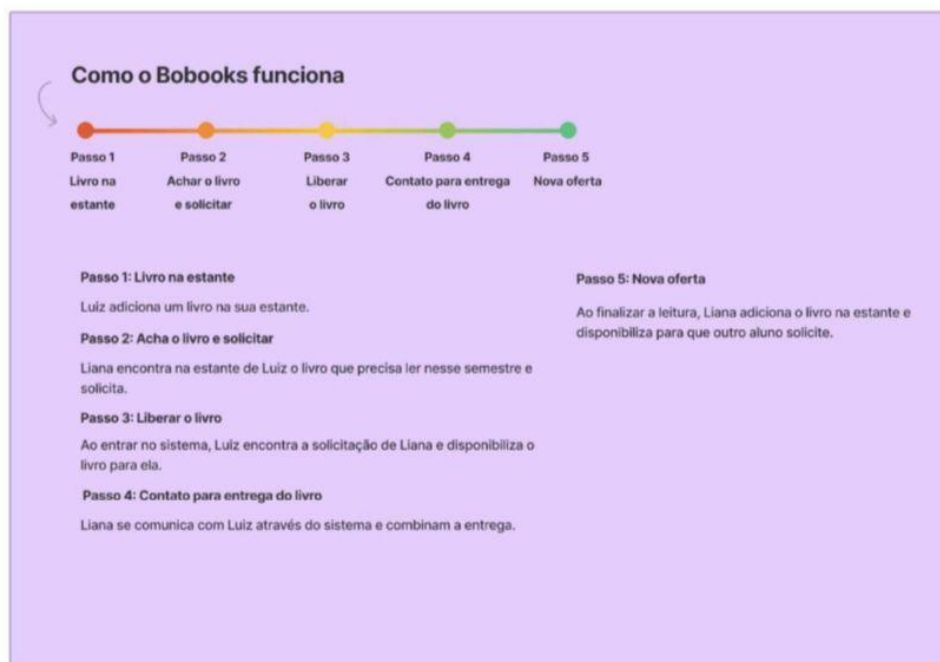 Como o Bobooks funciona
Passo 1
Livro na
estante
Passo 2
Achar o livro
e solicitar
Passo 3
Liberar
o livro
Passo 4
Contato para entrega
do livro
Passo 5
Nova oferta
Passo 1: Livro na estante
Luiz adiciona um livro na sua estante.
Passo 2: Acha o livro e solicitar
Liana encontra na estante de Luiz o livro que precisa ler nesse semestre e
solicita.
Passo 3: Liberar o livro
Ao entrar no sistema, Luiz encontra a solicitação de Liana e disponibiliza o
livro para ela.
Passo 4: Contato para entrega do livro
Liana se comunica com Luiz através do sistema e combinam a entrega.
Passo 5: Nova oferta
Ao finalizar a leitura, Liana adiciona o livro na estante e
disponibiliza para que outro aluno solicite.